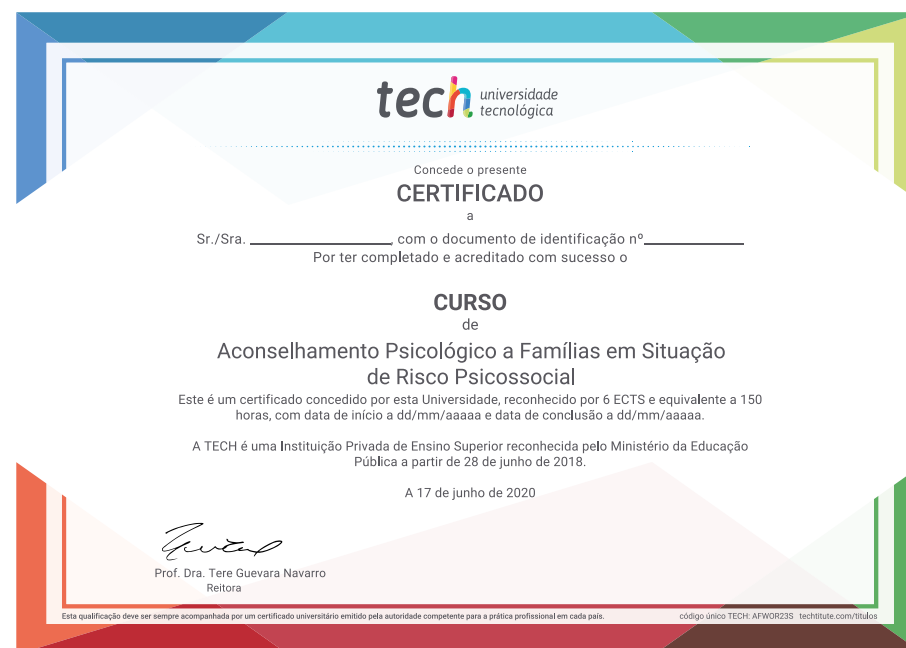 tech universidade
tecnológica
Concede o presente
CERTIFICADO
a
Sr./Sra. , com o documento de identificação nº
Por ter completado e acreditado com sucesso o
CURSO
de
Aconselhamento Psicológico a Famílias em Situação
de Risco Psicossocial
Este é um certificado concedido por esta Universidade, reconhecido por 6 ECTS e equivalente a 150
horas, com data de início a dd/mm/aaaaa e data de conclusão a dd/mm/aaaaa.
A TECH é uma Instituição Privada de Ensino Superior reconhecida pelo Ministério da Educação
Pública a partir de 28 de junho de 2018.
A 17 de junho de 2020
Prof. Dra. Tere Guevara Navarro
Reitora
Esta qualificação deve ser sempre acompanhada por um certificado universitário emitido pela autoridade competente para a prática profissional em cada país.
código único TECH: AFWOR23S techtitute.com/titulos